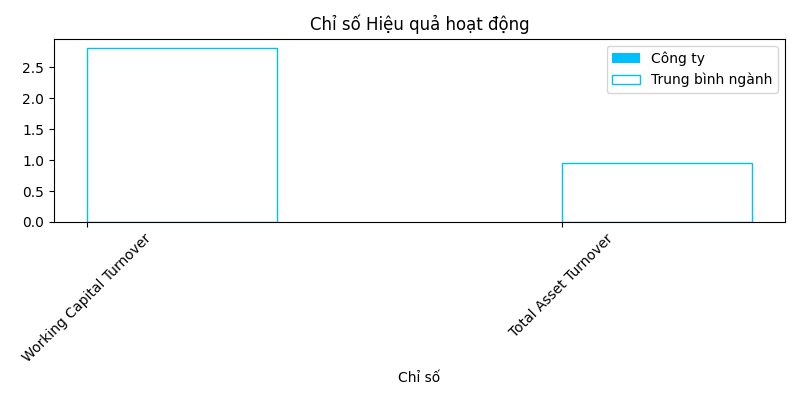 Chỉ số Hiệu quả hoạt động
Công ty
Trung bình ngành
2.5
2.0
1.5
1.0
0.5
0.0
Working Capital Turnover
Total Asset Turnover
Chỉ số